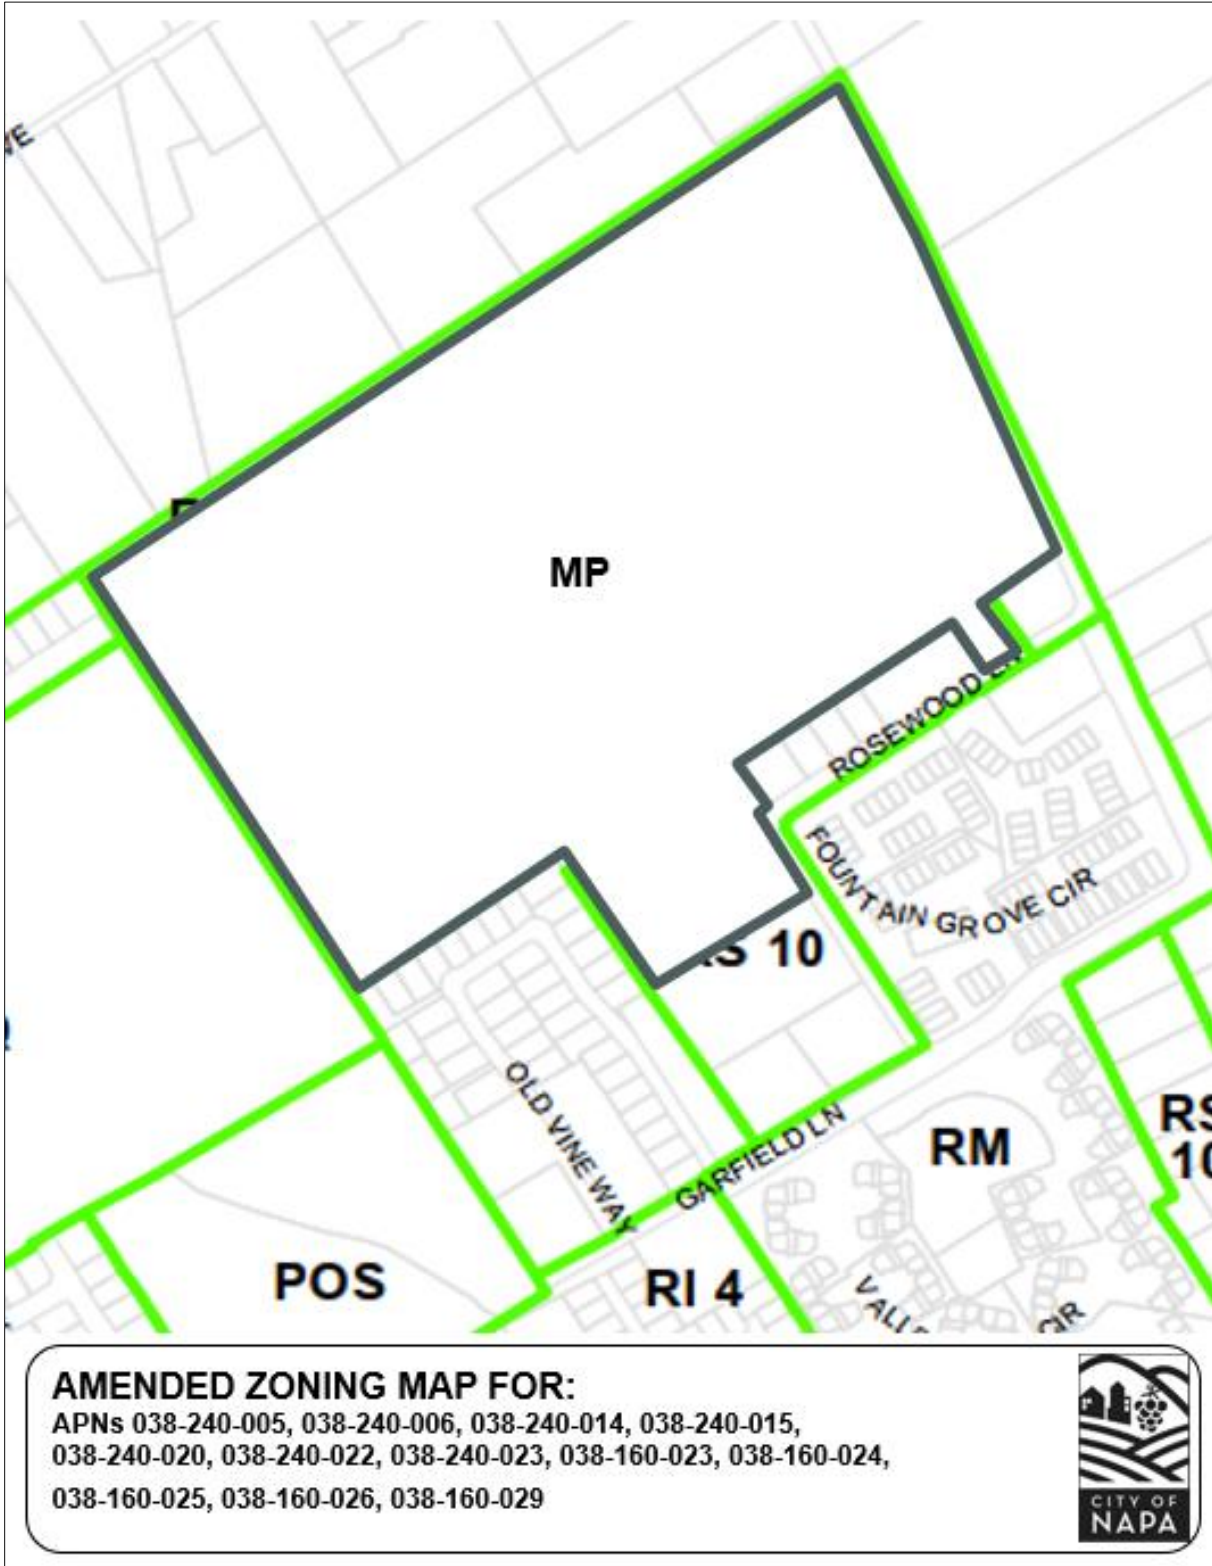 MP
ROSEWOOD
FOUNTAIN GROVE CIR
10
OLD VINE WAY
GARFIELD LN
RM
POS
RI 4
AMENDED ZONING MAP FOR:
APNs 038-240-005, 038-240-006, 038-240-014, 038-240-015,
038-240-020, 038-240-022, 038-240-023, 038-160-023, 038-160-024,
038-160-025, 038-160-026, 038-160-029
CITY OF
NAPA